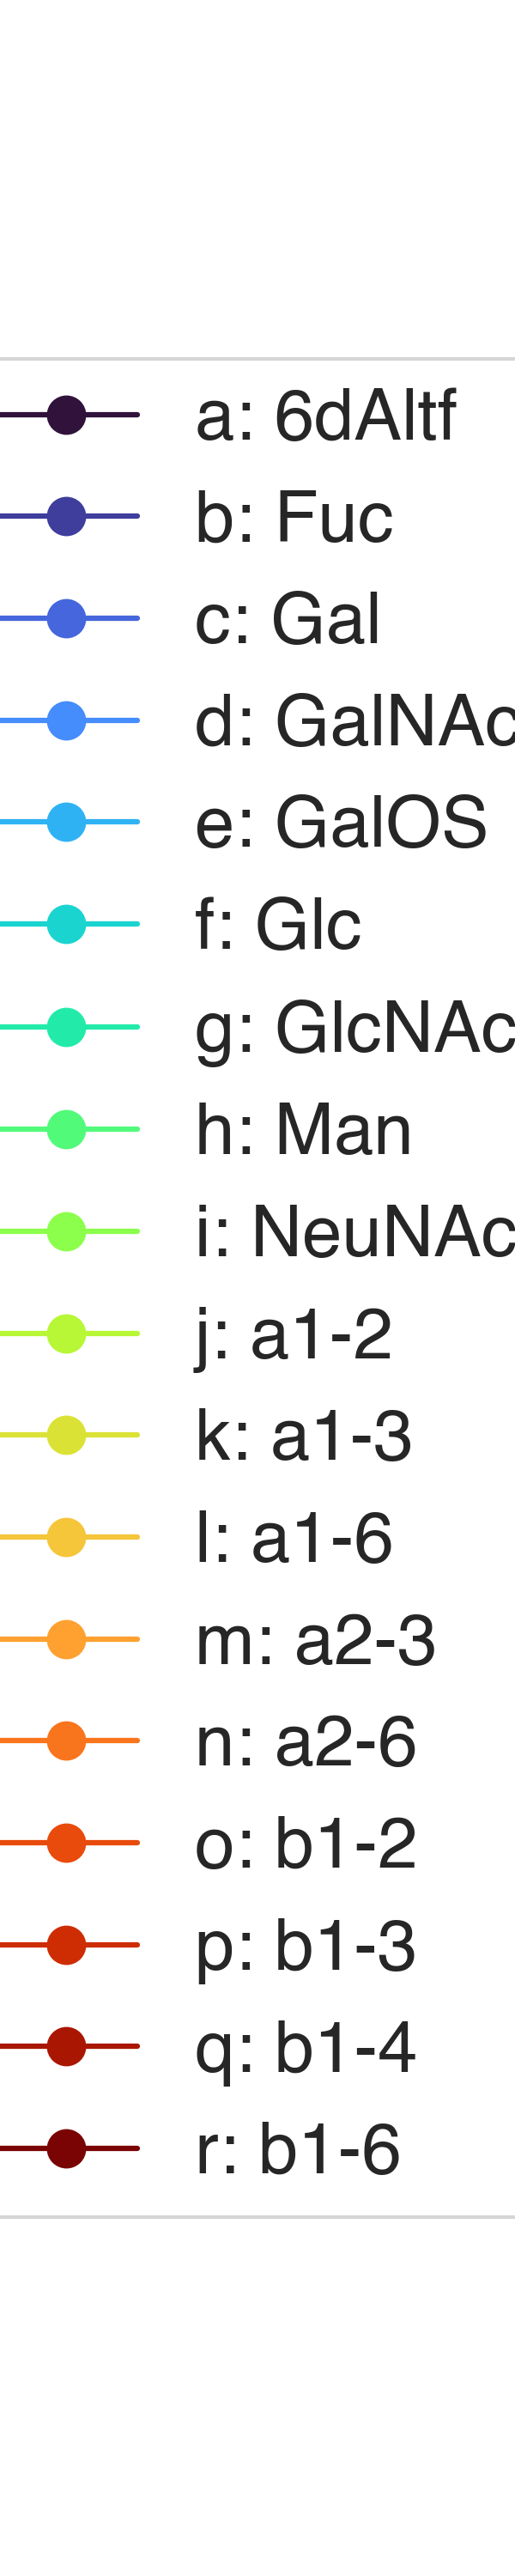 a: 6dAltf
b: Fuc
c: Gal
d: GalNAc
e: GalOS
f: Glc
g: GlcNAc
h: Man
i: NeuNAc
j: a1-2
k: a1-3
l: a1-6
m: a2-3
n: a2-6
o: b1-2
p: b1-3
q: b1-4
r: b1-6